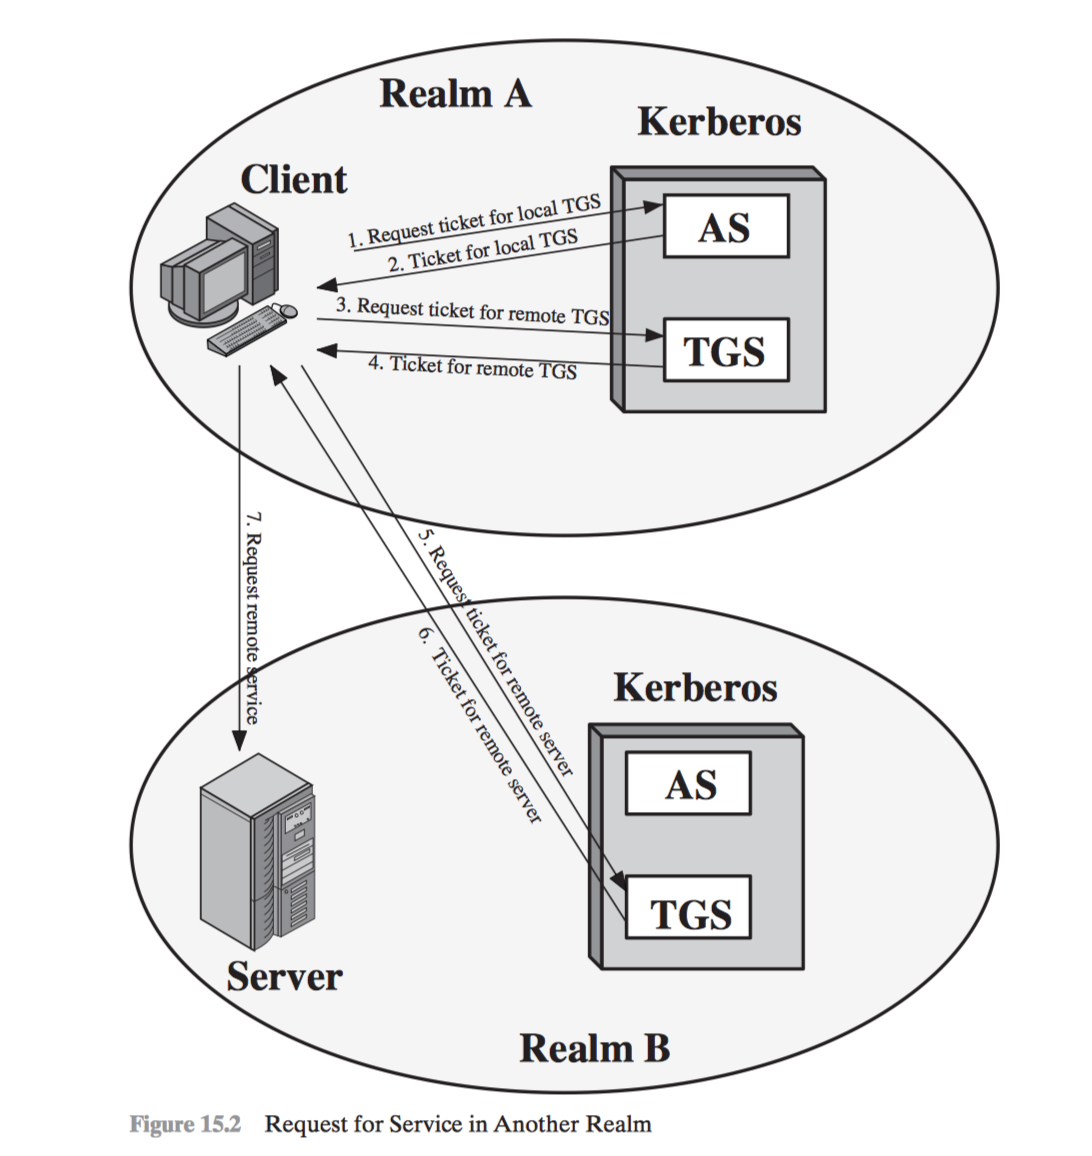 Realm A
Kerberos
Client
1. Request ticket for local TGS
AS
2. Ticket for local TGS
3. Request ticket for remote TGS
TGS
4. Ticket for remote TGS
5. Request ticket for remote server
6. Ticket for remote server
7. Request remote service
Kerberos
AS
TGS
Server
Realm B
Figure 15.2 Request for Service in Another Realm